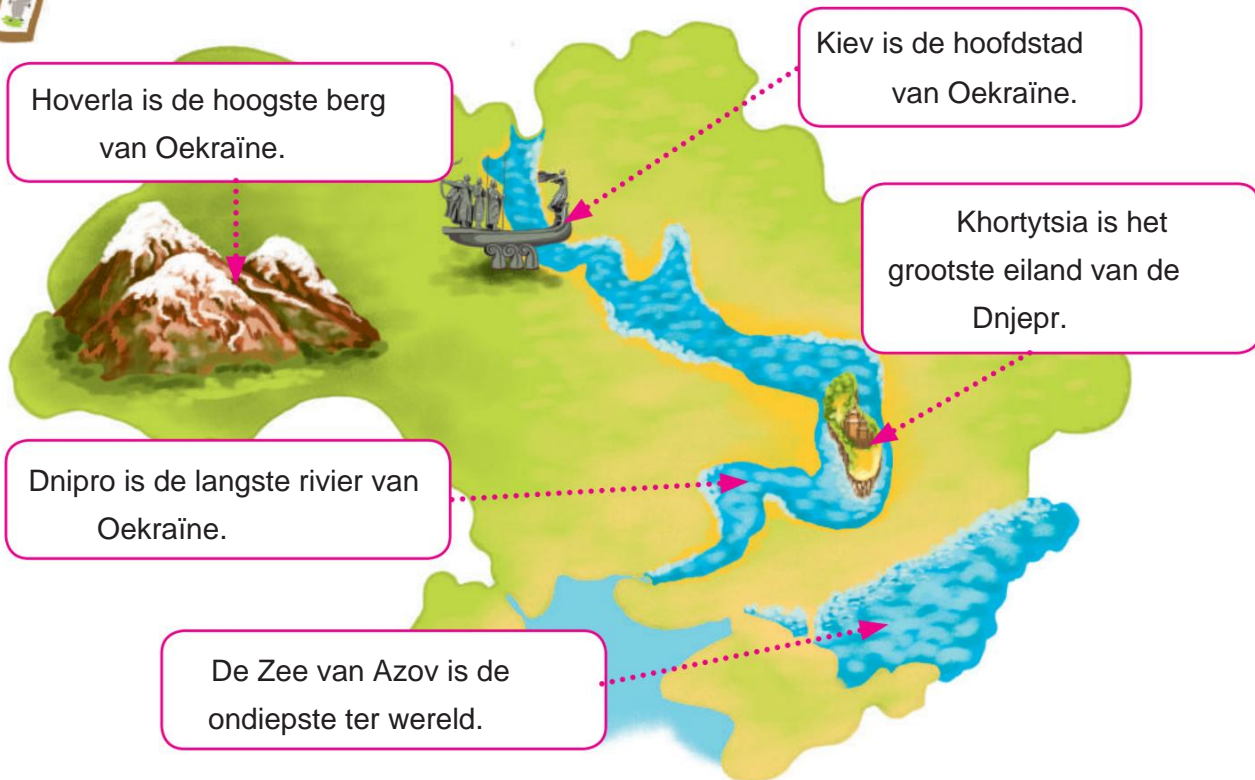 Kiev is de hoofdstad
van Oekraïne.
Hoverla is de hoogste berg
van Oekraïne.
Khortytsia is het
grootste eiland van de
Dnjepr.
Dnipro is de langste rivier van
Oekraïne.
De Zee van Azov is de
ondiepste ter wereld.